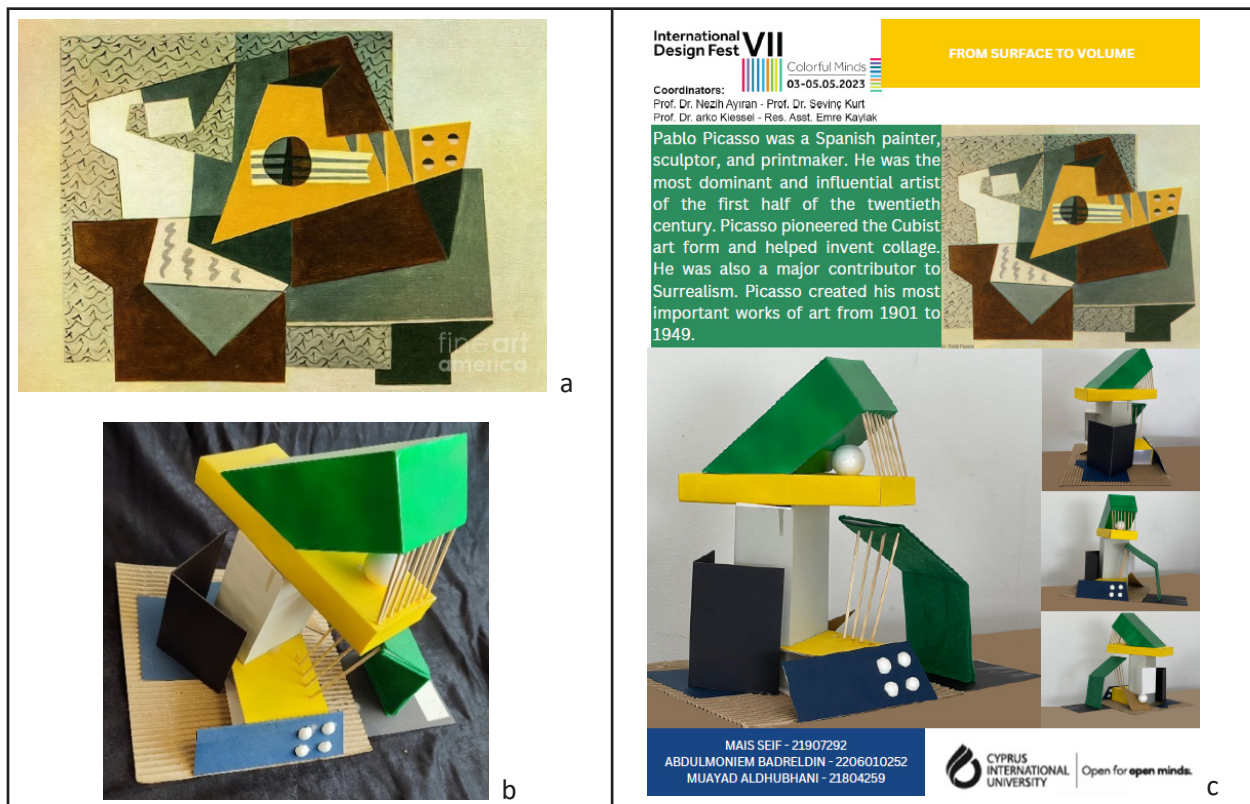 fine art
america
a
b
International
Design Fest VII
Colorful Minds
03-05.05.2023
Coordinators:
Prof. Dr. Nezih Ayıran - Prof. Dr. Sevinç Kurt
Prof. Dr. arko Kiessel - Res. Asst. Emre Kaylak
FROM SURFACE TO VOLUME
Pablo Picasso was a Spanish painter,
sculptor, and printmaker. He was the
most dominant and influential artist
of the first half of the twentieth
century. Picasso pioneered the Cubist
art form and helped invent collage.
He was also a major contributor to
Surrealism. Picasso created his most
important works of art from 1901 to
1949.
MAIS SEIF - 21907292
ABDULMONIEM BADRELDIN - 2206010252
MUAYAD ALDHUBHANI - 21804259
CYPRUS
INTERNATIONAL
UNIVERSITY
Open for open minds.
c